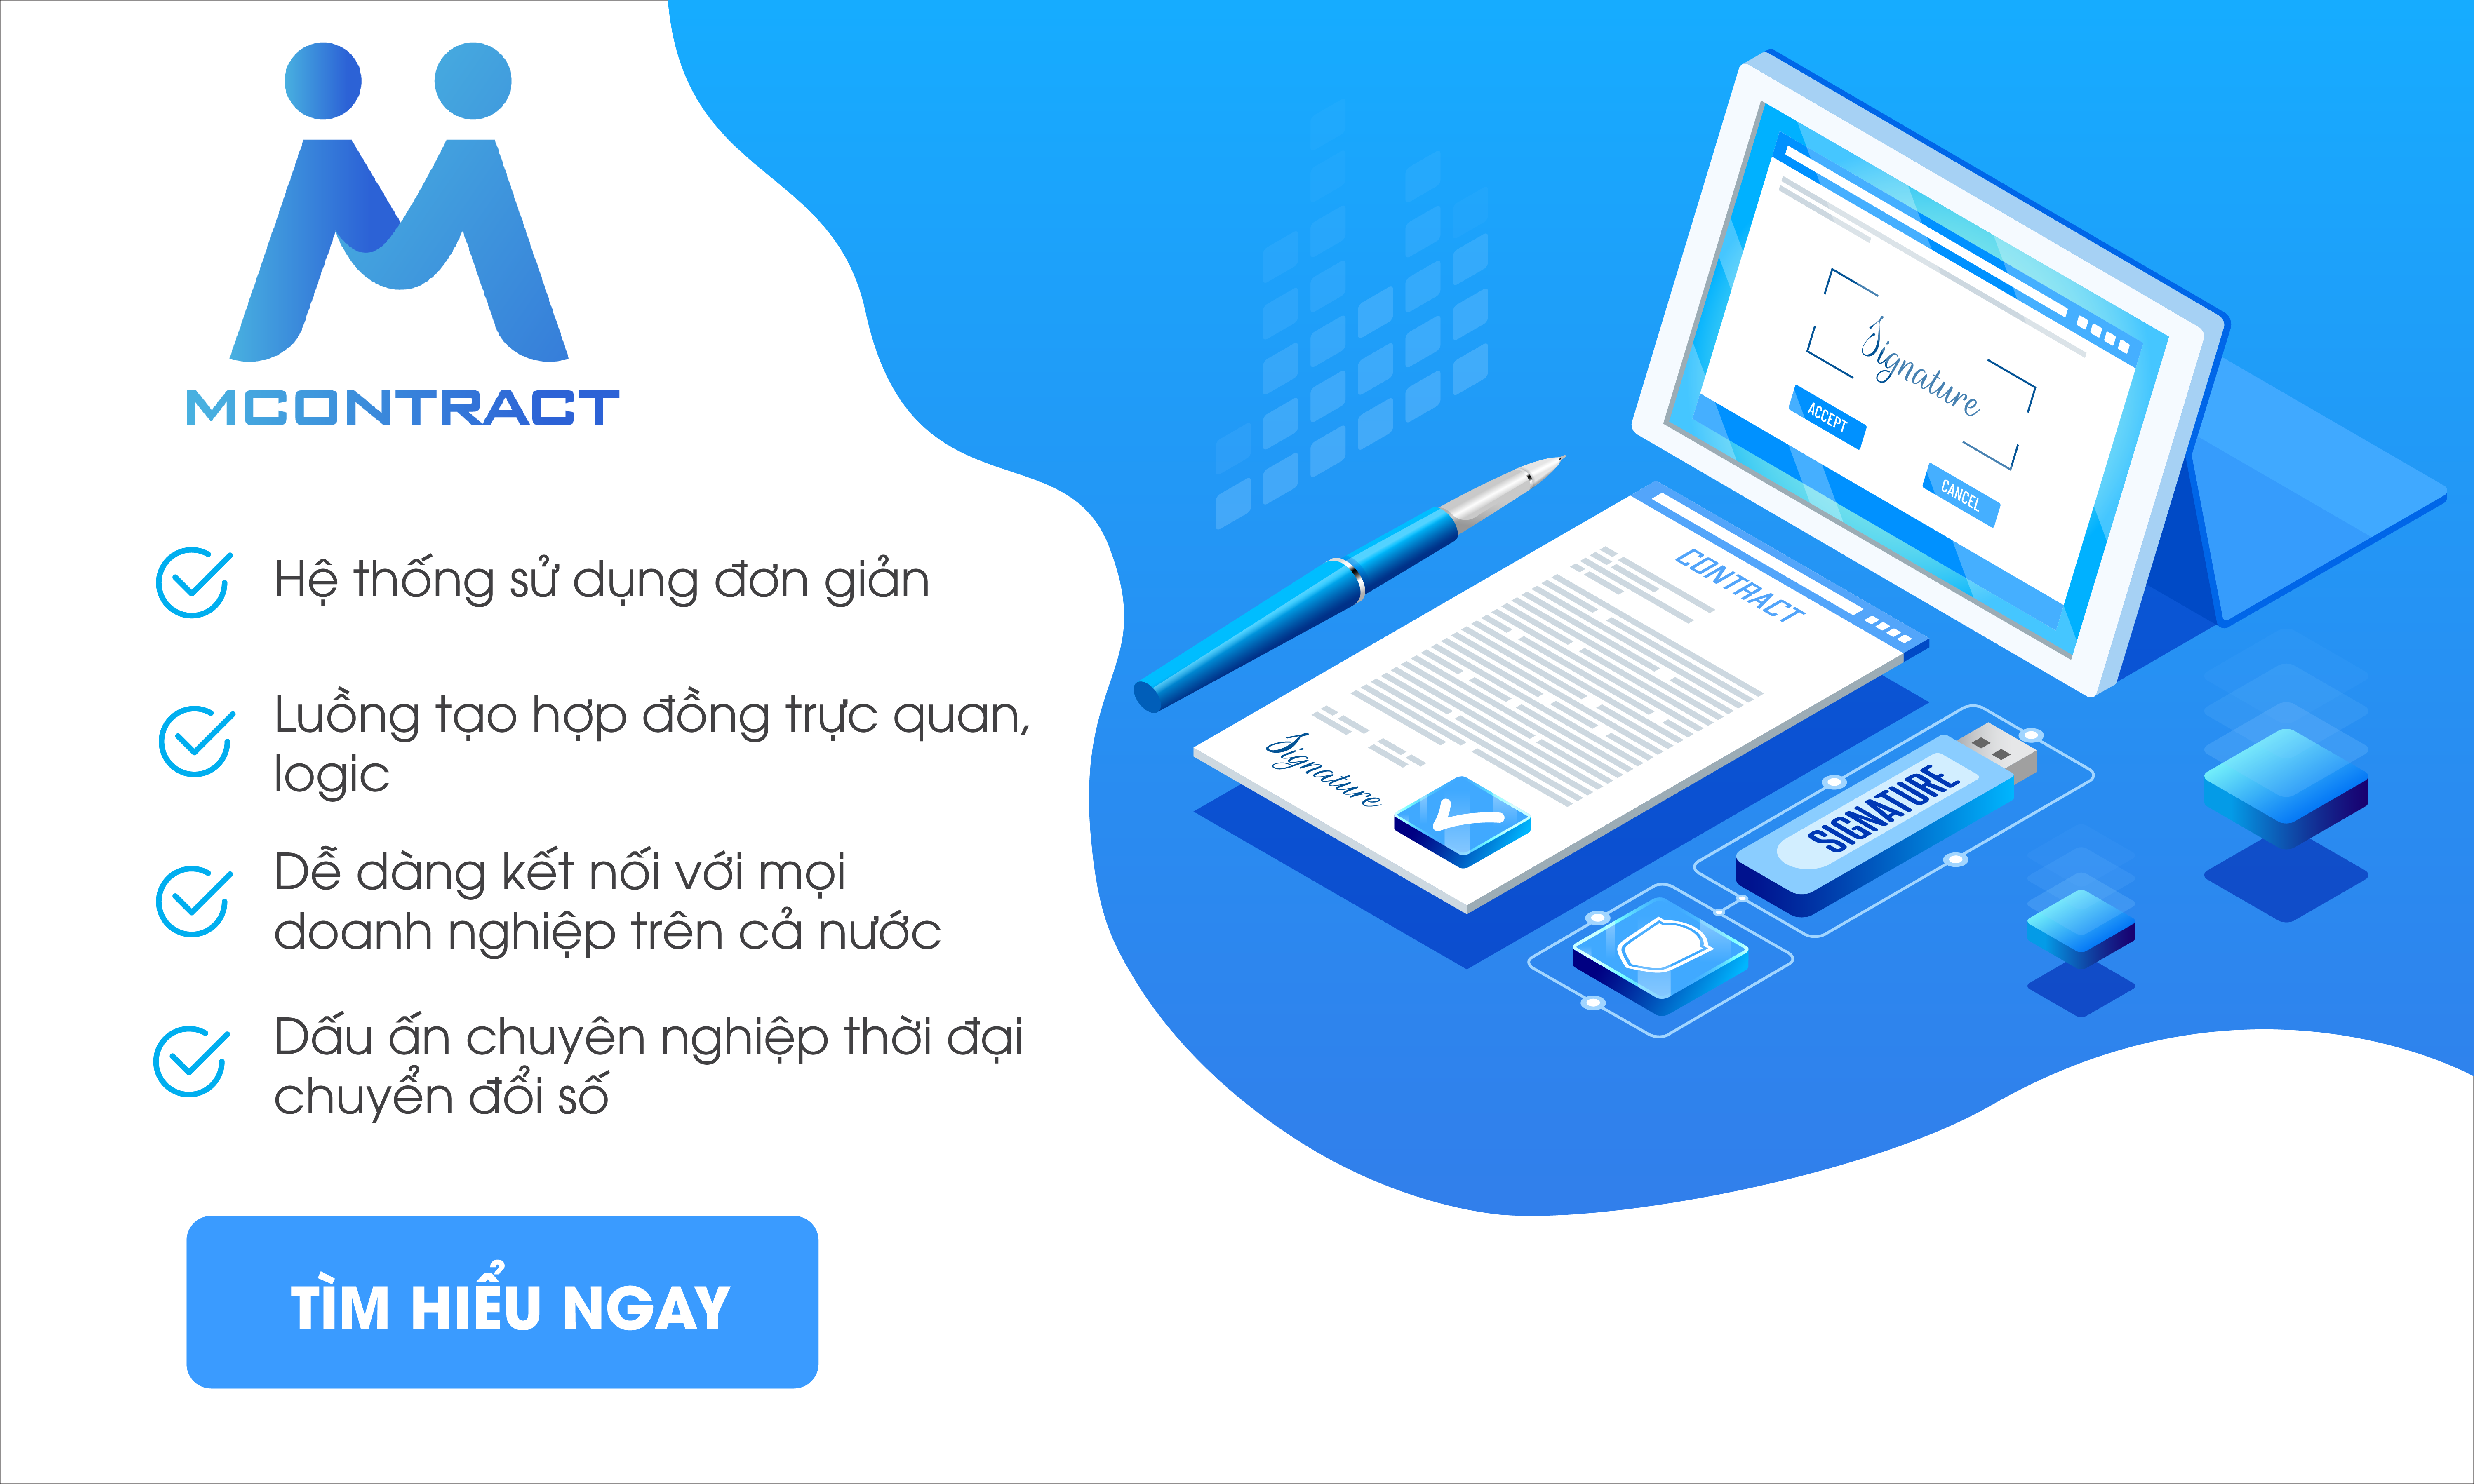 MCONTRACT
Hệ thống sử dụng đơn giản
Luồng tạo hợp đồng trực quan,
logic
Dễ dàng kết nối với mọi
doanh nghiệp trên cả nước
Dấu ấn chuyên nghiệp thời đại
chuyển đổi số
TÌM HIỂU NGAY
Signature
ACCEPT
CANCEL
CONTRACT
Signature
SIGNATURE